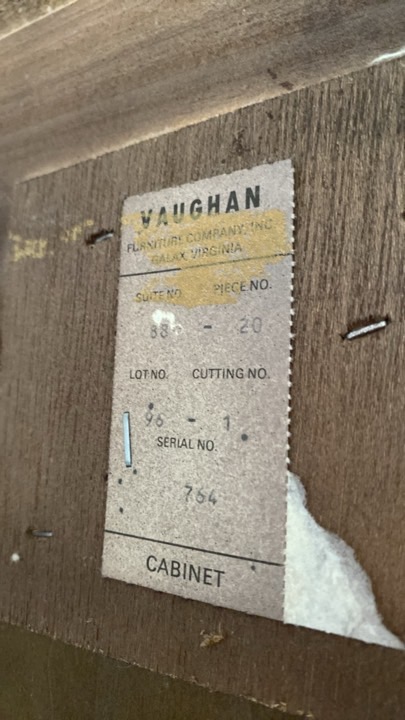 VAUGHAN
FURNITURE COMPANY, INC
GALAX, VIRGINIA
SUITE NO. PIECE NO.
- 20
LOT NO. CUTTING NO.
96 - 1
SERIAL NO.
764
CABINET